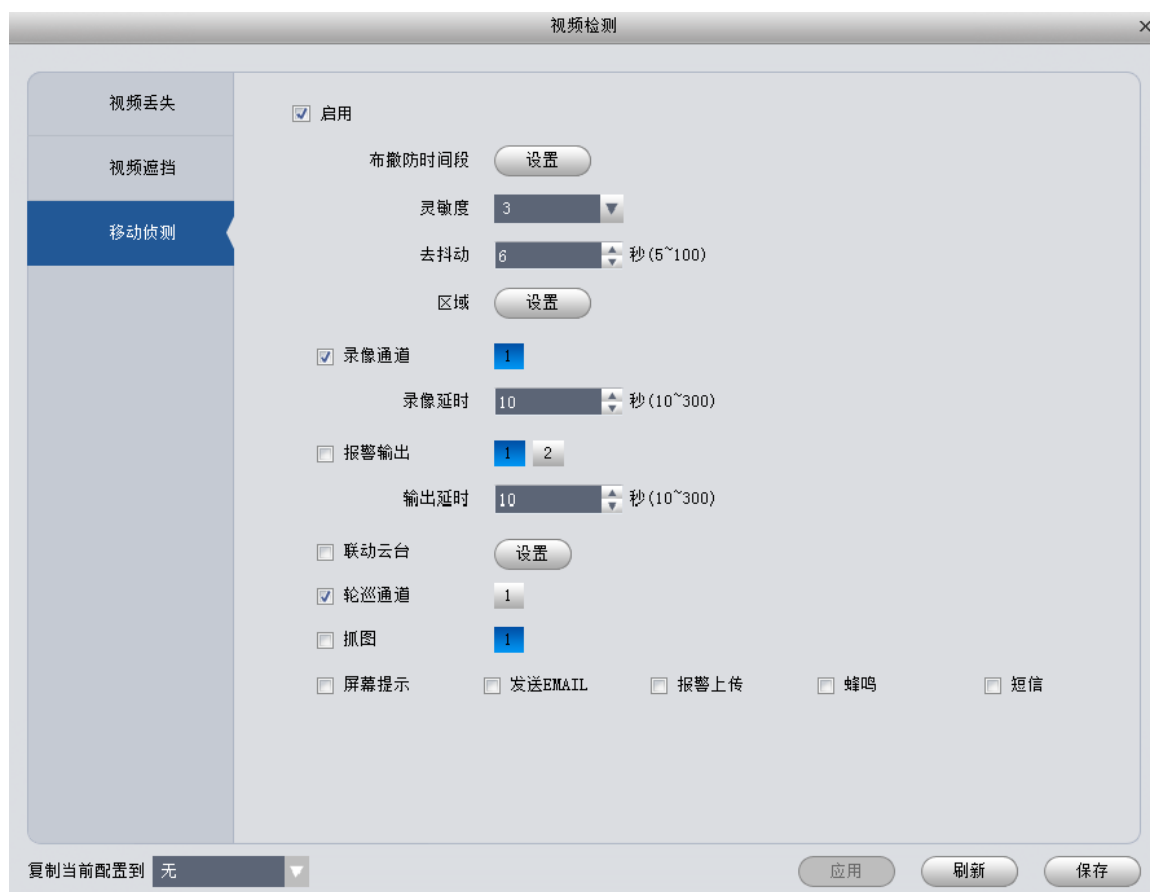 视频检测
视频丢失
视频遮挡
移动侦测
启用
布撤防时间段 设置
灵敏度 3
去抖动 6 秒(5~100)
区域 设置
录像通道 1
录像延时 10 秒(10~300)
报警输出 1 2
输出延时 10 秒(10~300)
联动云台 设置
轮巡通道 1
抓图 1
屏幕提示 发送EMAIL 报警上传 蜂鸣 短信
复制当前配置到 无 应用 刷新 保存